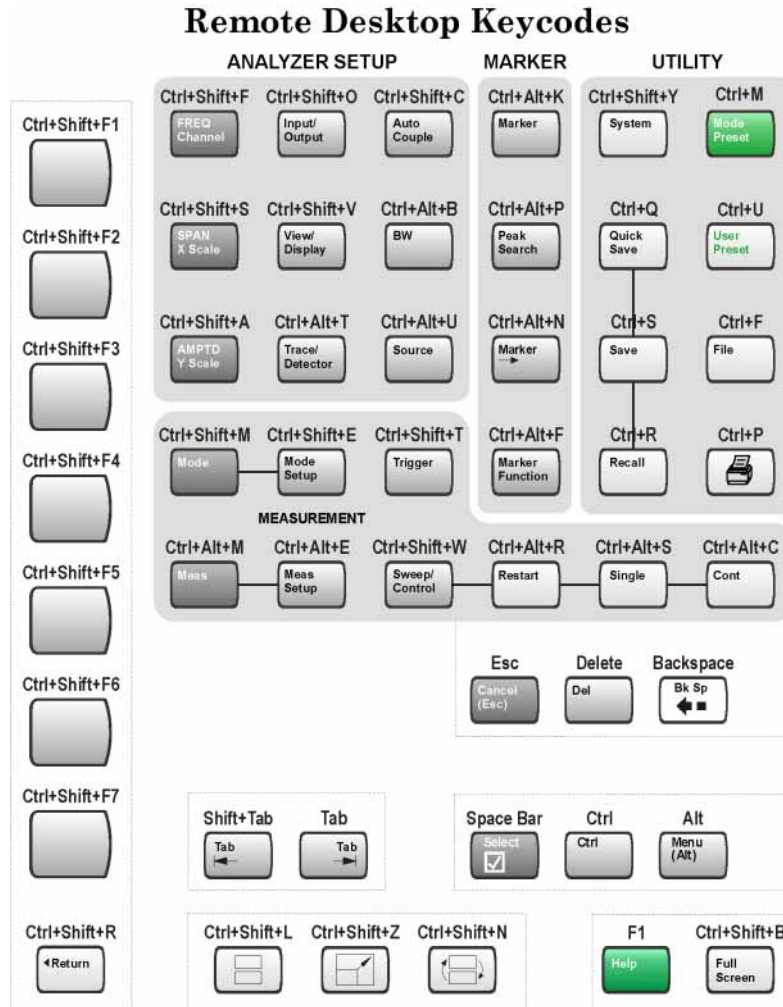 Remote Desktop Keycodes
ANALYZER SETUP MARKER UTILITY
Ctrl+Shift+F Ctrl+Shift+O Ctrl+Shift+C Ctrl+Alt+K Ctrl+Shift+Y Ctrl+M
Ctrl+Shift+F1
FREQ Input/ Auto Marker System Mode
Channel Output Couple Preset
Ctrl+Shift+S Ctrl+Shift+V Ctrl+Alt+B Ctrl+Alt+P Ctrl+Q Ctrl+U
Ctrl+Shift+F2
SPAN View/ BW Peak Quick User
X Scale Display Search Save Preset
Ctrl+Shift+A Ctrl+Alt+T Ctrl+Alt+U Ctrl+Alt+N Ctrl+S Ctrl+F
Ctrl+Shift+F3
AMPTD Trace/ Source Marker Save File
Y Scale Detector
Ctrl+Shift+M Ctrl+Shift+E Ctrl+Shift+T Ctrl+Alt+F Ctrl+R Ctrl+P
Ctrl+Shift+F4
Mode Mode Trigger Marker Recall
Setup Function
MEASUREMENT
Ctrl+Alt+M Ctrl+Alt+E Ctrl+Shift+W Ctrl+Alt+R Ctrl+Alt+S Ctrl+Alt+C
Ctrl+Shift+F5
Meas Meas Sweep/ Restart Single Cont
Setup Control
Esc Delete Backspace
Ctrl+Shift+F6
Cancel Del Bk Sp
(Esc)
Ctrl+Shift+F7
Shift+Tab Tab Space Bar Ctrl Alt
Tab Tab Select Ctrl Menu
(Alt)
Ctrl+Shift+R Ctrl+Shift+L Ctrl+Shift+Z Ctrl+Shift+N F1 Ctrl+Shift+B
Return Help Full
Screen